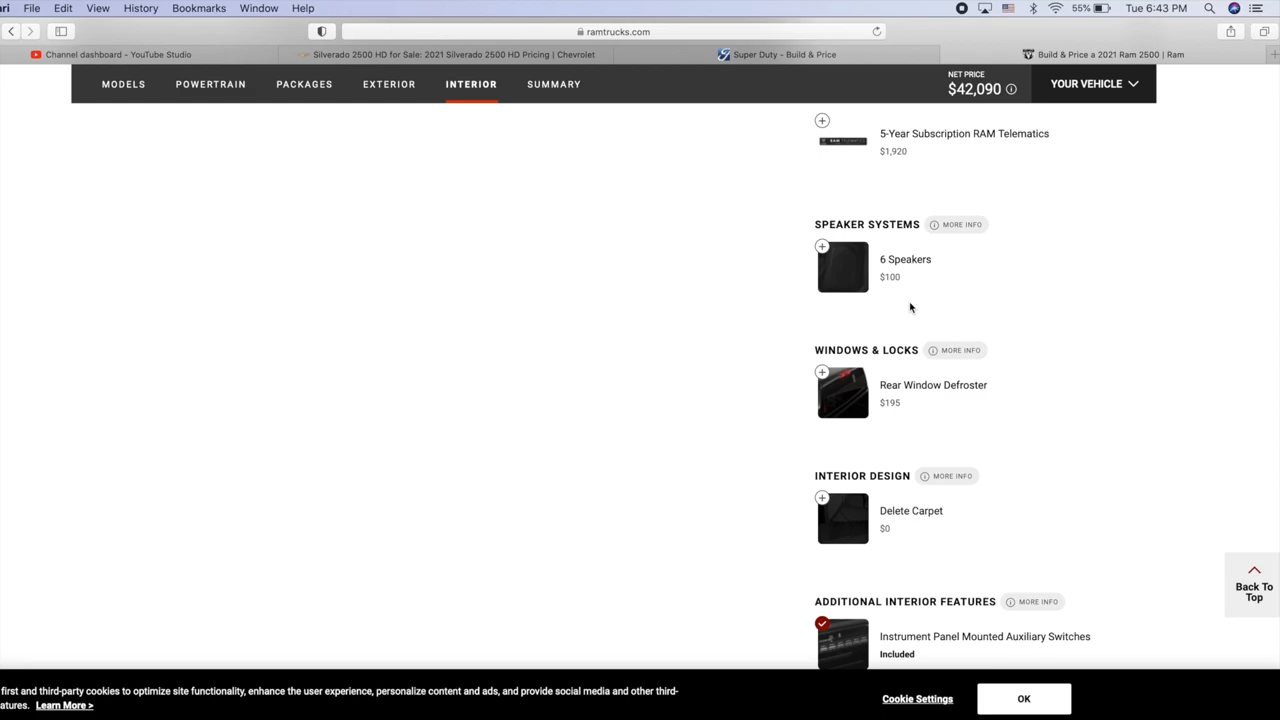 ari File Edit View History Bookmarks Window Help 55% Tue 6:43 PM
ramtrucks.com
Channel dashboard - YouTube Studio Silverado 2500 HD for Sale: 2021 Silverado 2500 HD Pricing | Chevrolet Super Duty - Build & Price Build & Price a 2021 Ram 2500 | Ram
MODELS POWERTRAIN PACKAGES EXTERIOR INTERIOR SUMMARY NET PRICE $42,090 YOUR VEHICLE
5-Year Subscription RAM Telematics
$1,920
SPEAKER SYSTEMS MORE INFO
6 Speakers
$100
WINDOWS & LOCKS MORE INFO
Rear Window Defroster
$195
INTERIOR DESIGN MORE INFO
Delete Carpet
$0
Back To
Top
ADDITIONAL INTERIOR FEATURES MORE INFO
Instrument Panel Mounted Auxiliary Switches
Included
first and third-party cookies to optimize site functionality, enhance the user experience, personalize content and ads, and provide social media and other third-
atures. Learn More >
Cookie Settings OK